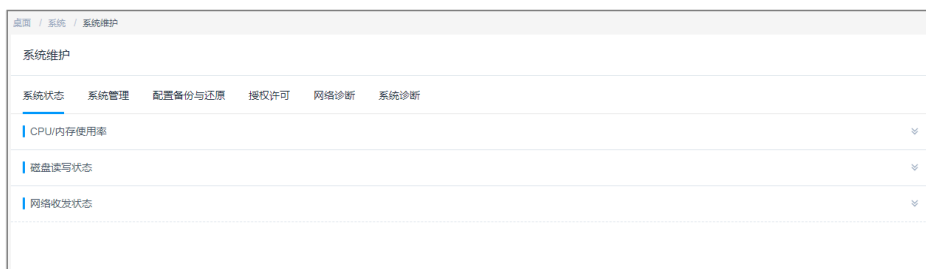 桌面 / 系统 / 系统维护
系统维护
系统状态 系统管理 配置备份与还原 授权许可 网络诊断 系统诊断
CPU/内存使用率
磁盘读写状态
网络收发状态